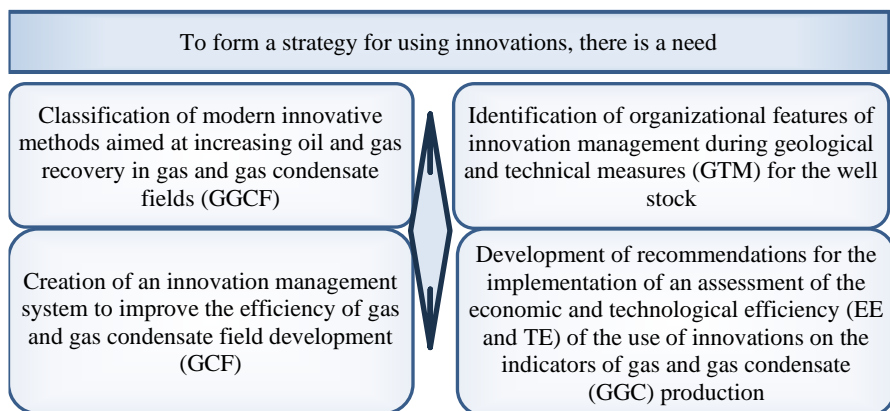 To form a strategy for using innovations, there is a need
Classification of modern innovative
methods aimed at increasing oil and gas
recovery in gas and gas condensate
fields (GGCF)
Identification of organizational features of
innovation management during geological
and technical measures (GTM) for the well
stock
Creation of an innovation management
system to improve the efficiency of gas
and gas condensate field development
(GCF)
Development of recommendations for the
implementation of an assessment of the
economic and technological efficiency (EE
and TE) of the use of innovations on the
indicators of gas and gas condensate
(GGC) production